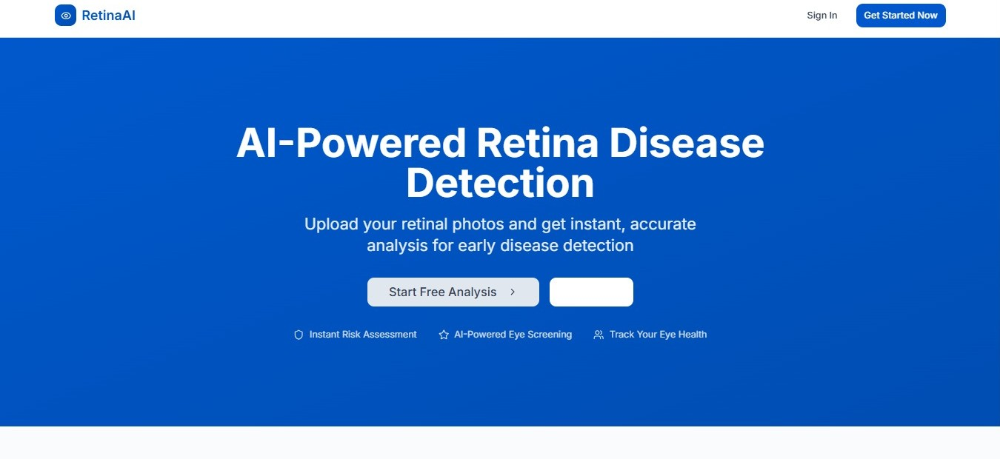 RetinaAI
Sign In
Get Started Now
AI-Powered Retina Disease
Detection
Upload your retinal photos and get instant, accurate
analysis for early disease detection
Start Free Analysis
Instant Risk Assessment
AI-Powered Eye Screening
Track Your Eye Health